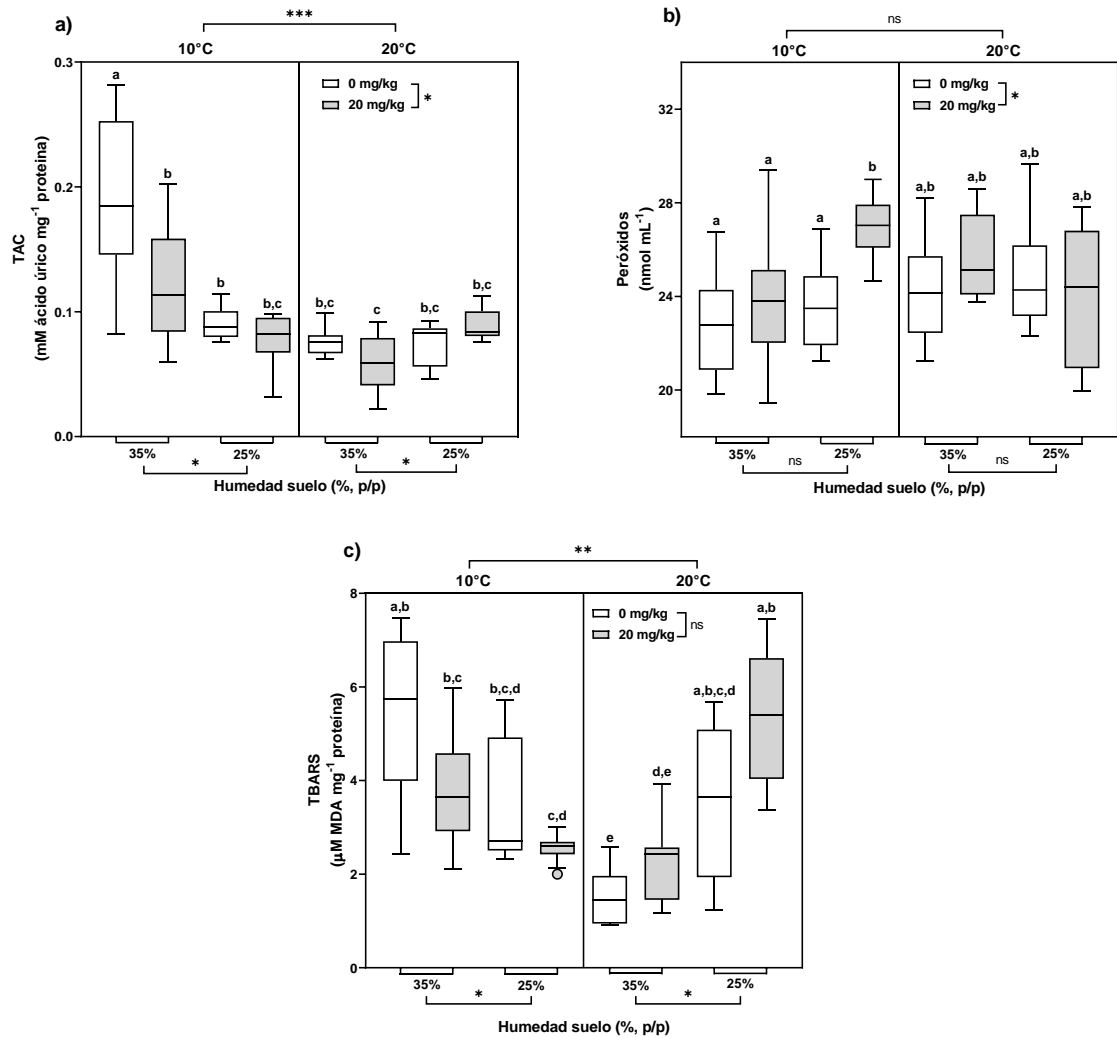 a)
***
10°C
20°C
0.3
0.2
0.1
0.0
TAC
(mM ácido úrico mg⁻¹ proteína)
0 mg/kg
20 mg/kg
*
a
b
b
b,c
b,c
c
b,c
b,c
35%
25%
35%
25%
*
*
Humedad suelo (%, p/p)
b)
ns
10°C
20°C
32
28
24
20
Peróxidos
(nmol mL⁻¹)
0 mg/kg
20 mg/kg
*
a
a
a
b
a,b
a,b
a,b
a,b
35%
25%
35%
25%
ns
ns
Humedad suelo (%, p/p)
c)
**
10°C
20°C
8
6
4
2
0
TBARS
(µM MDA mg⁻¹ proteína)
0 mg/kg
20 mg/kg
ns
a,b
b,c
b,c,d
c,d
e
d,e
a,b,c,d
a,b
35%
25%
35%
25%
*
*
Humedad suelo (%, p/p)